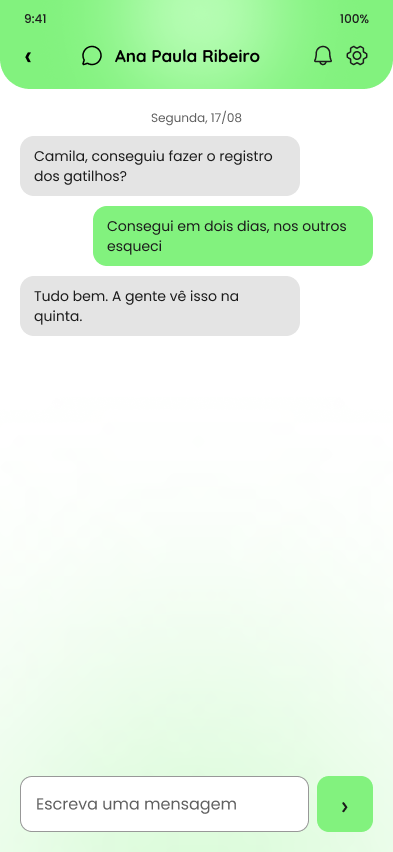 9:41
100%
‹
Ana Paula Ribeiro
Segunda, 17/08
Camila, conseguiu fazer o registro
dos gatilhos?
Consegui em dois dias, nos outros
esqueci
Tudo bem. A gente vê isso na
quinta.
Escreva uma mensagem
›